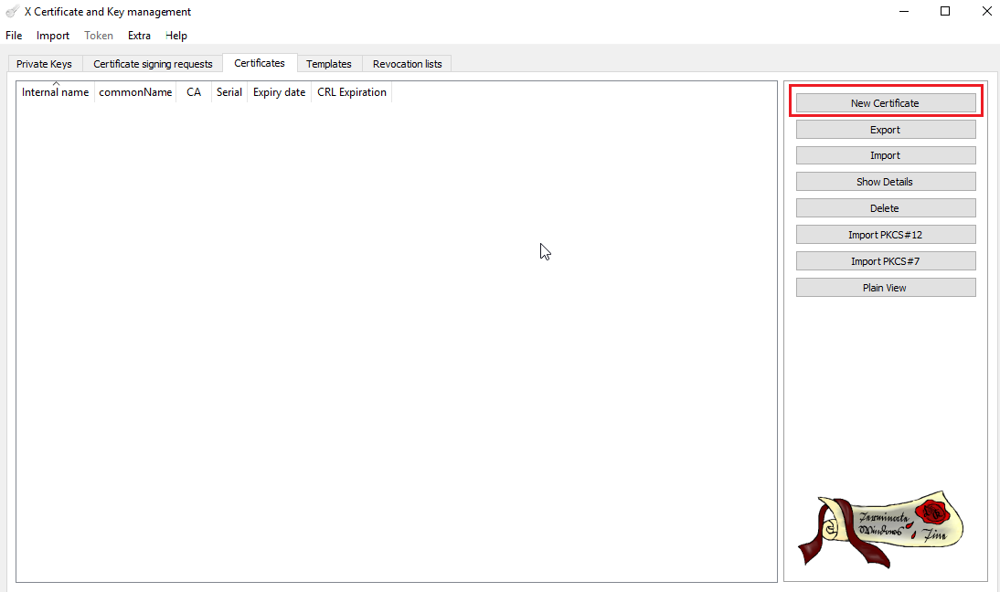 X Certificate and Key management
File Import Token Extra Help
Private Keys Certificate signing requests Certificates Templates Revocation lists
Internal name commonName CA Serial Expiry date CRL Expiration
New Certificate
Export
Import
Show Details
Delete
Import PKCS#12
Import PKCS#7
Plain View
Windows
Fine